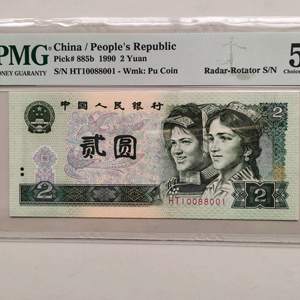 PMG China / People's Republic
MONEY GUARANTY Pick# 885b 1990 2 Yuan
S/N HT10088001 - Wmk: Pu Coin
Radar-Rotator S/N
5
Choice
中国人民银行
贰圆
2 2
HT10088001